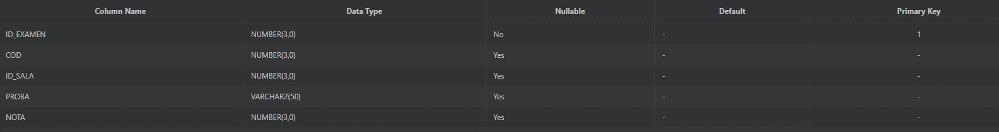 Column Name Data Type Nullable Default Primary Key
ID_EXAMEN NUMBER(3,0) No - 1
COD NUMBER(3,0) Yes - -
ID_SALA NUMBER(3,0) Yes - -
PROBA VARCHAR2(50) Yes - -
NOTA NUMBER(3,0) Yes - -